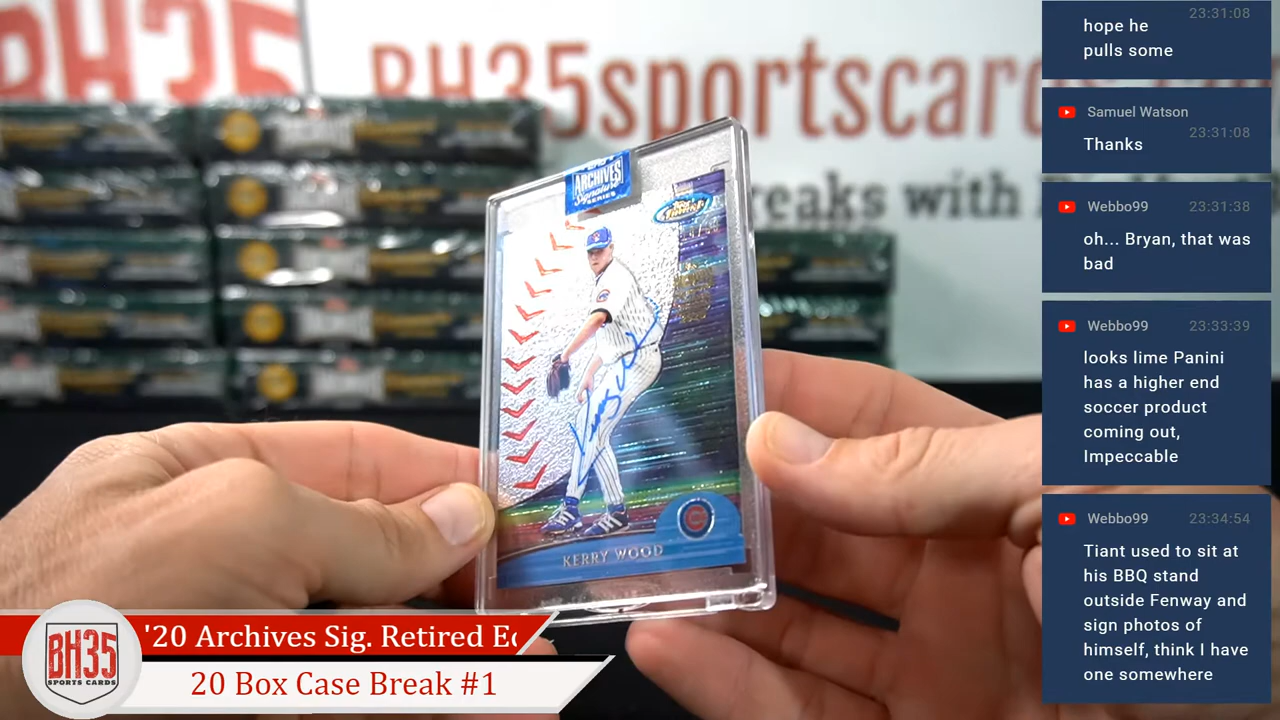 BH35
BH35sportscar
reaks with
ARCHIVES
Signature
SERIES
Kerry Wood
KERRY WOOD
hope he
23:31:08
pulls some
Samuel Watson
23:31:08
Thanks
Webbo99
23:31:38
oh... Bryan, that was
bad
Webbo99
23:33:39
looks lime Panini
has a higher end
soccer product
coming out,
Impeccable
Webbo99
23:34:54
Tiant used to sit at
his BBQ stand
outside Fenway and
sign photos of
himself, think I have
one somewhere
BH35
SPORTS CARDS
'20 Archives Sig. Retired Ed
20 Box Case Break #1